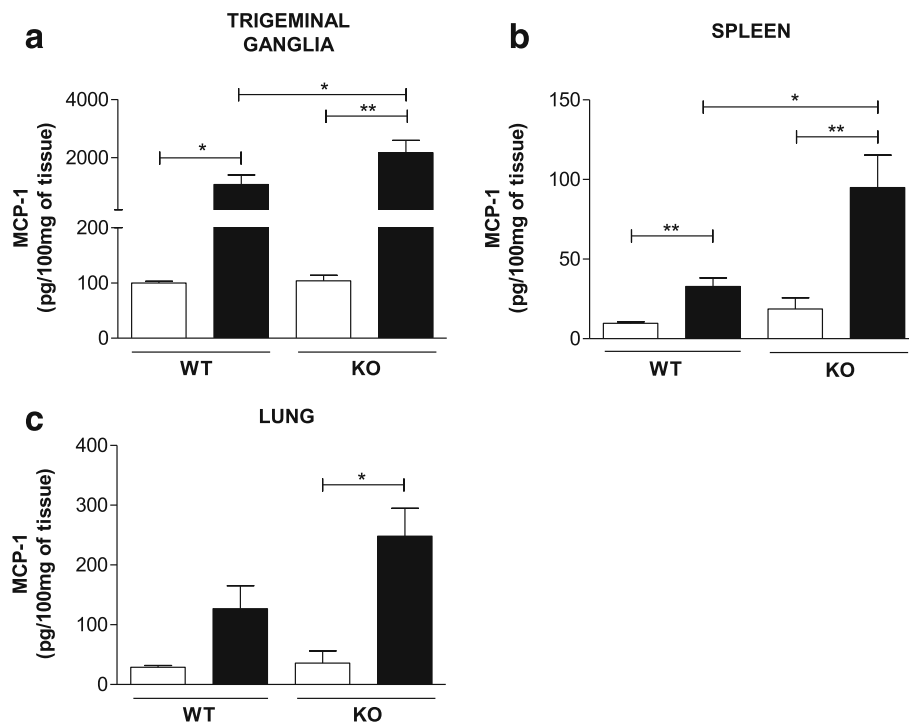 a
TRIGEMINAL
GANGLIA
MCP-1
(pg/100mg of tissue)
4000
2000
200
100
0
*
*
**
WT
KO
b
SPLEEN
MCP-1
(pg/100mg of tissue)
150
100
50
0
**
*
**
WT
KO
c
LUNG
MCP-1
(pg/100mg of tissue)
400
300
200
100
0
*
WT
KO